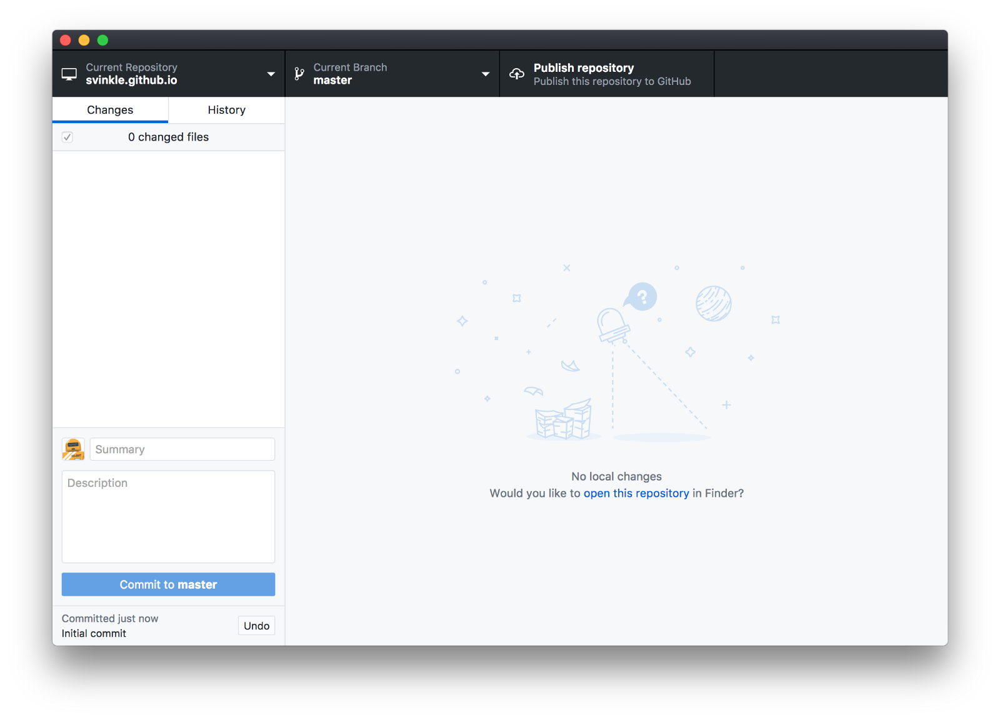 Current Repository
svinkle.github.io
Current Branch
master
Publish repository
Publish this repository to GitHub
Changes
History
0 changed files
?
Summary
Description
No local changes
Would you like to open this repository in Finder?
Commit to master
Committed just now
Initial commit
Undo